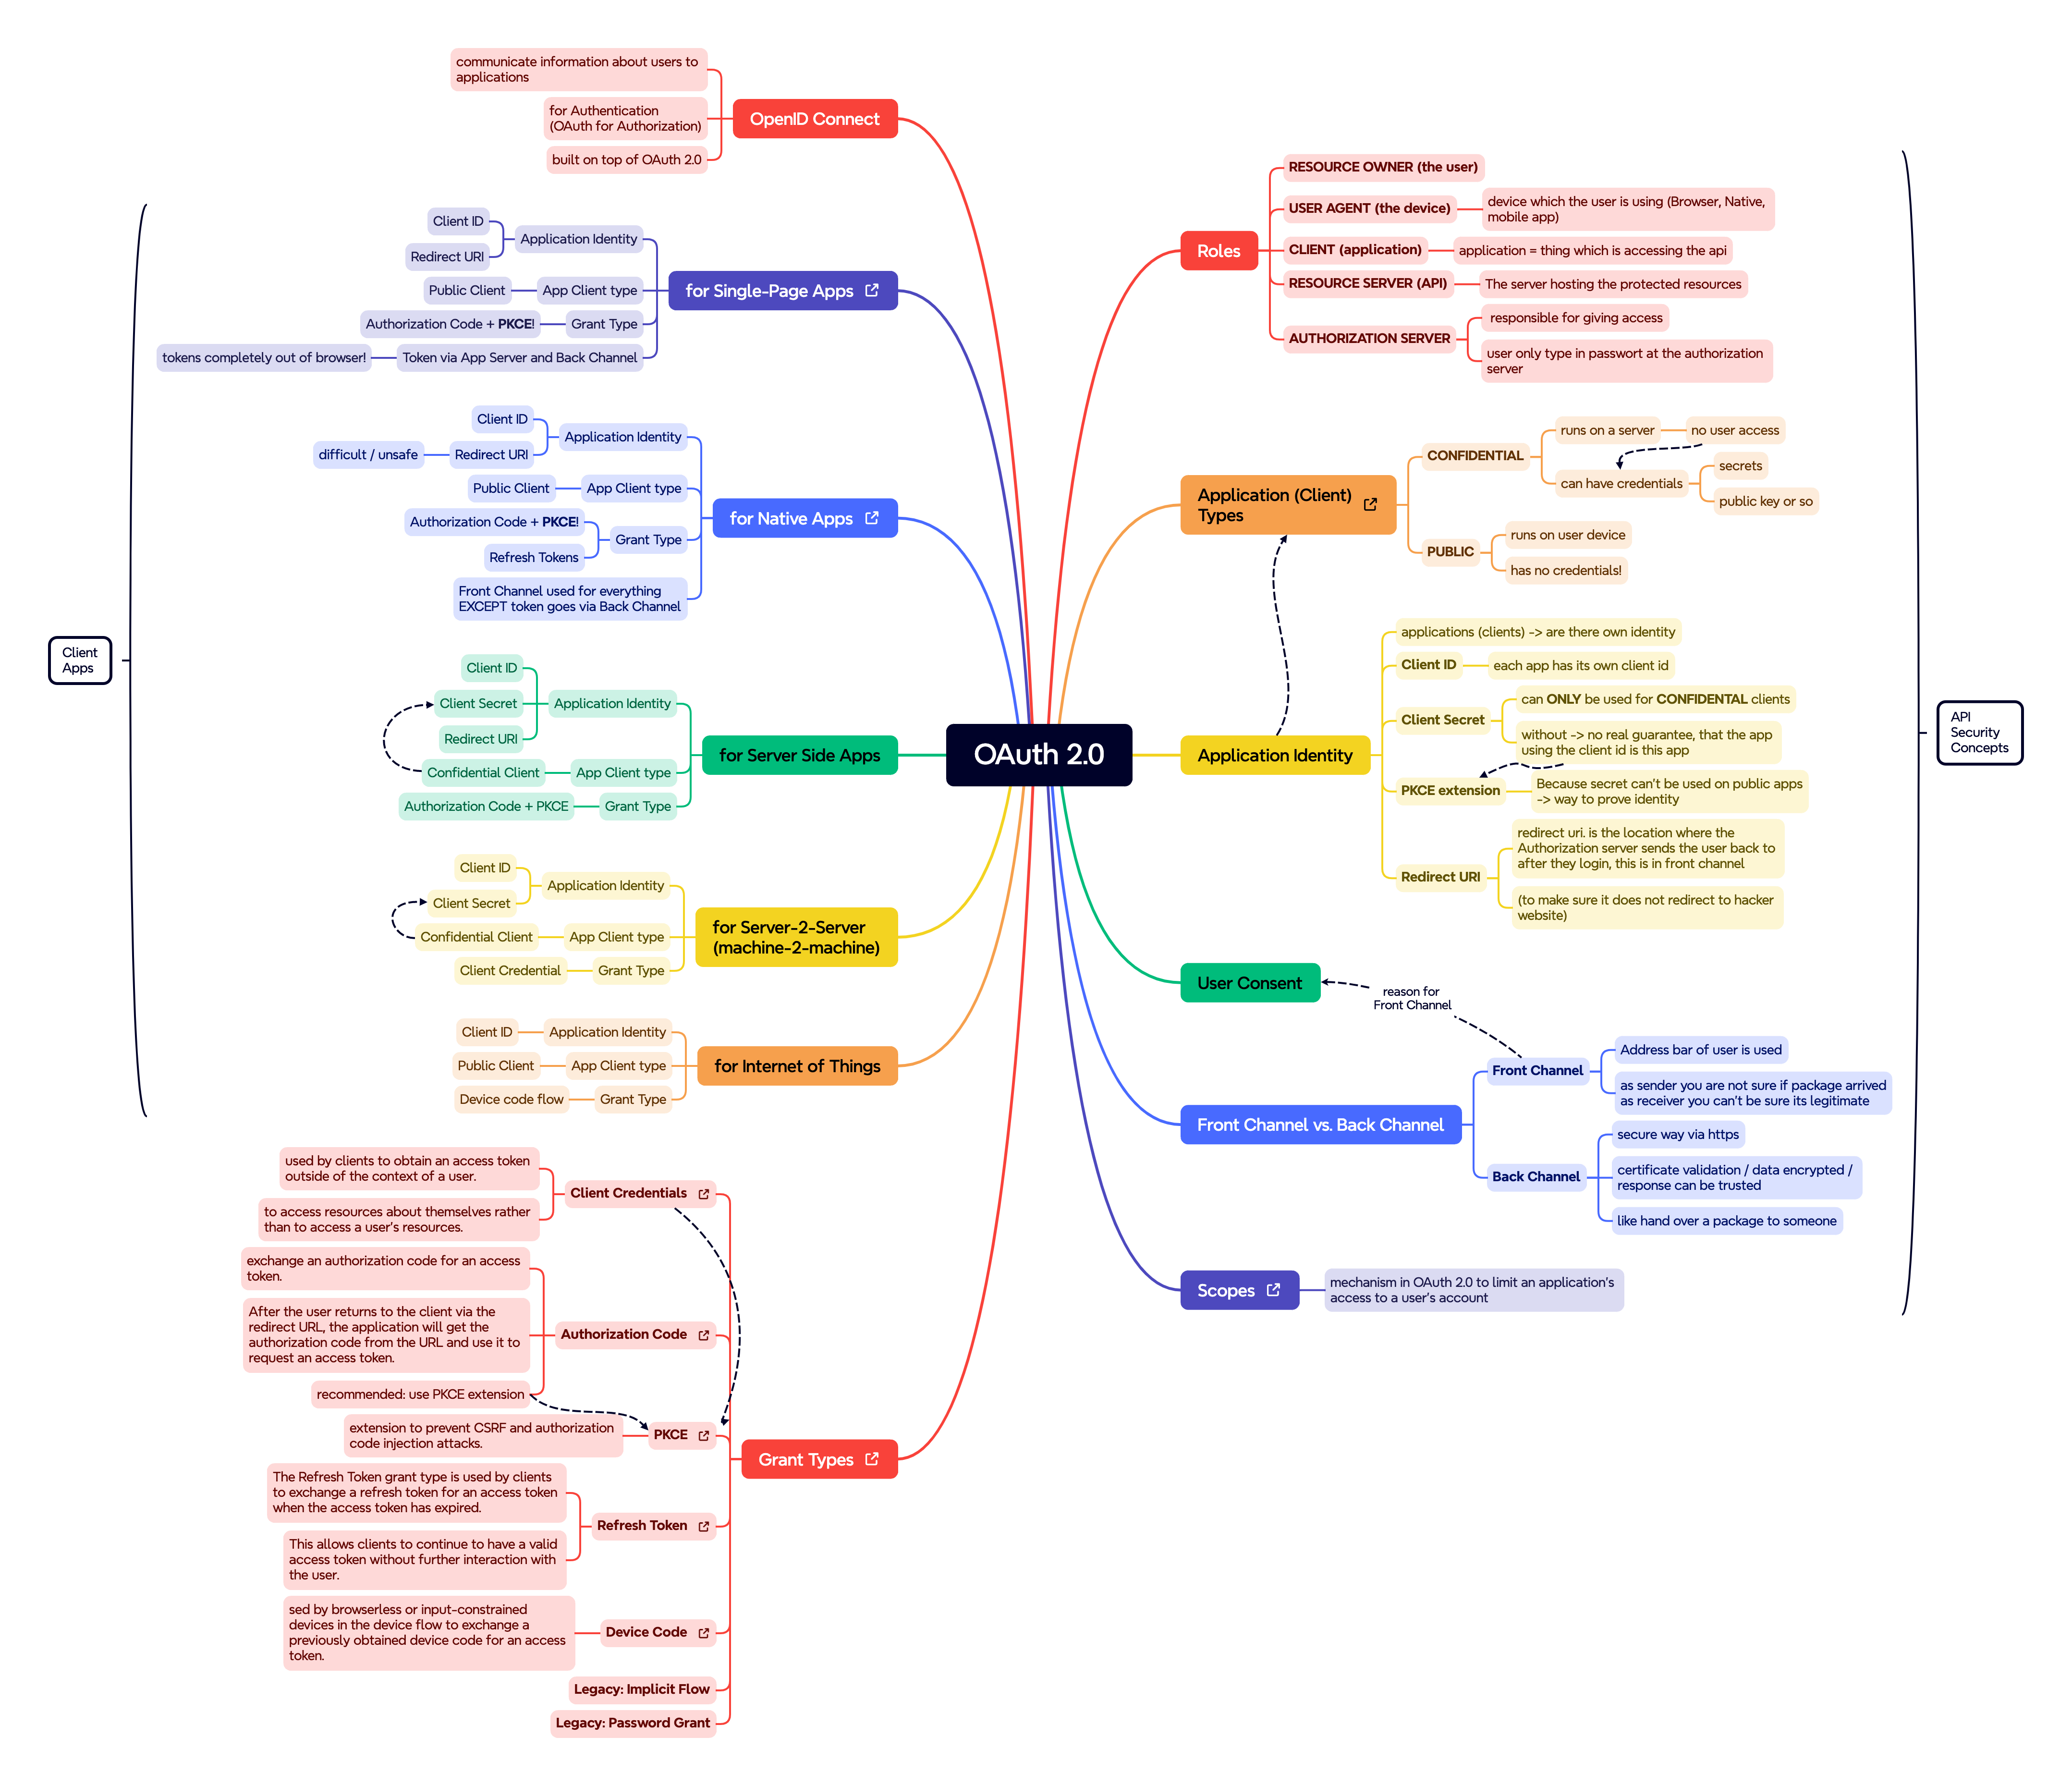 OAuth 2.0
OpenID Connect
communicate information about users to
applications
for Authentication
(OAuth for Authorization)
built on top of OAuth 2.0
Client
Apps
for Single-Page Apps
Application Identity
Client ID
Redirect URI
App Client type
Public Client
Grant Type
Authorization Code + PKCE!
Token via App Server and Back Channel
tokens completely out of browser!
for Native Apps
Application Identity
Client ID
Redirect URI
difficult / unsafe
App Client type
Public Client
Grant Type
Authorization Code + PKCE!
Refresh Tokens
Front Channel used for everything
EXCEPT token goes via Back Channel
for Server Side Apps
Application Identity
Client ID
Client Secret
Redirect URI
App Client type
Confidential Client
Grant Type
Authorization Code + PKCE
for Server-2-Server
(machine-2-machine)
Application Identity
Client ID
Client Secret
App Client type
Confidential Client
Grant Type
Client Credential
for Internet of Things
Application Identity
Client ID
App Client type
Public Client
Grant Type
Device code flow
Grant Types
Client Credentials
used by clients to obtain an access token
outside of the context of a user.
to access resources about themselves rather
than to access a user's resources.
Authorization Code
exchange an authorization code for an access
token.
After the user returns to the client via the
redirect URL, the application will get the
authorization code from the URL and use it to
request an access token.
recommended: use PKCE extension
PKCE
extension to prevent CSRF and authorization
code injection attacks.
Refresh Token
The Refresh Token grant type is used by clients
to exchange a refresh token for an access token
when the access token has expired.
This allows clients to continue to have a valid
access token without further interaction with
the user.
Device Code
sed by browserless or input-constrained
devices in the device flow to exchange a
previously obtained device code for an access
token.
Legacy: Implicit Flow
Legacy: Password Grant
API
Security
Concepts
Roles
RESOURCE OWNER (the user)
USER AGENT (the device)
device which the user is using (Browser, Native,
mobile app)
CLIENT (application)
application = thing which is accessing the api
RESOURCE SERVER (API)
The server hosting the protected resources
AUTHORIZATION SERVER
responsible for giving access
user only type in passwort at the authorization
server
Application (Client)
Types
CONFIDENTIAL
runs on a server
no user access
can have credentials
secrets
public key or so
PUBLIC
runs on user device
has no credentials!
Application Identity
applications (clients) -> are there own identity
Client ID
each app has its own client id
Client Secret
can ONLY be used for CONFIDENTAL clients
without -> no real guarantee, that the app
using the client id is this app
PKCE extension
Because secret can't be used on public apps
-> way to prove identity
Redirect URI
redirect uri. is the location where the
Authorization server sends the user back to
after they login, this is in front channel
(to make sure it does not redirect to hacker
website)
User Consent
reason for
Front Channel
Front Channel vs. Back Channel
Front Channel
Address bar of user is used
as sender you are not sure if package arrived
as receiver you can't be sure its legitimate
Back Channel
secure way via https
certificate validation / data encrypted /
response can be trusted
like hand over a package to someone
Scopes
mechanism in OAuth 2.0 to limit an application's
access to a user's account